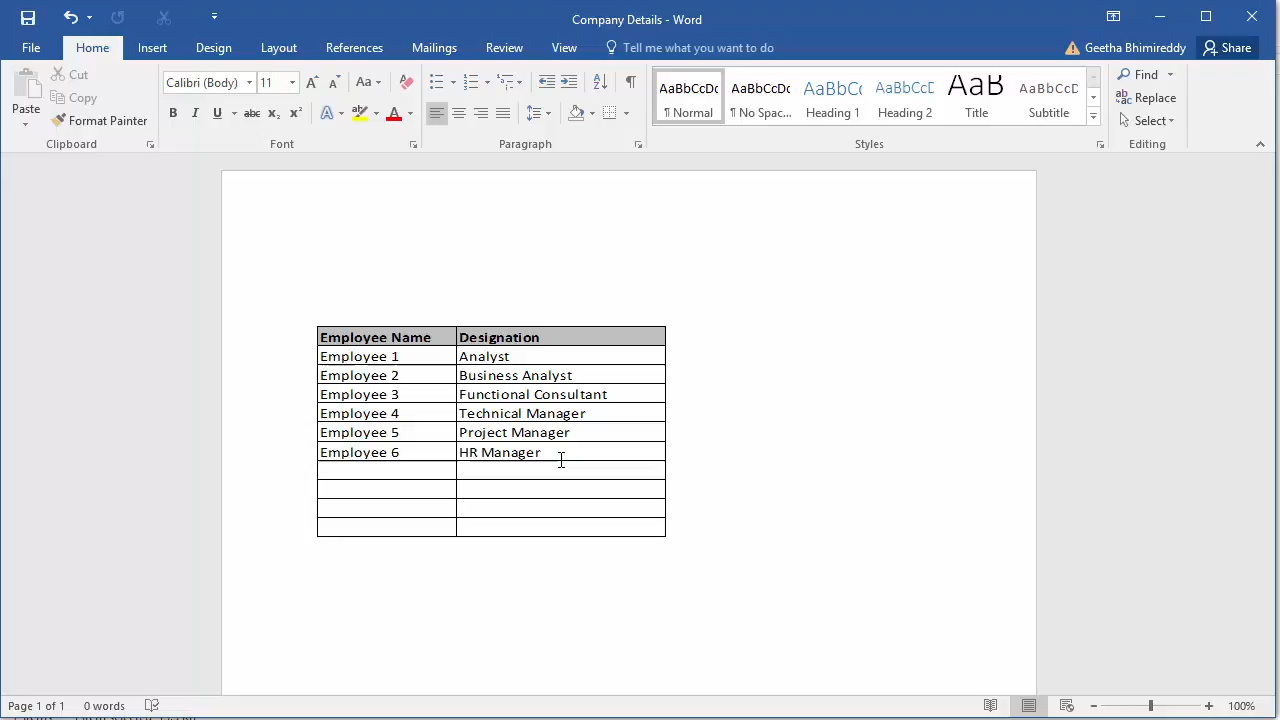 Company Details - Word
File Home Insert Design Layout References Mailings Review View Tell me what you want to do Geetha Bhimireddy Share
Paste
Cut
Copy
Format Painter
Clipboard
Calibri (Body) 11
Aa
B I U abc x₂ x²
A A
Font
Paragraph
AaBbCcDc AaBbCcDc AaBbCc AaBbCcD AaB AaBbCcD
¶ Normal ¶ No Spac... Heading 1 Heading 2 Title Subtitle
Styles
Find
Replace
Select
Editing
Employee Name Designation
Employee 1 Analyst
Employee 2 Business Analyst
Employee 3 Functional Consultant
Employee 4 Technical Manager
Employee 5 Project Manager
Employee 6 HR Manager
Page 1 of 1 0 words 100%